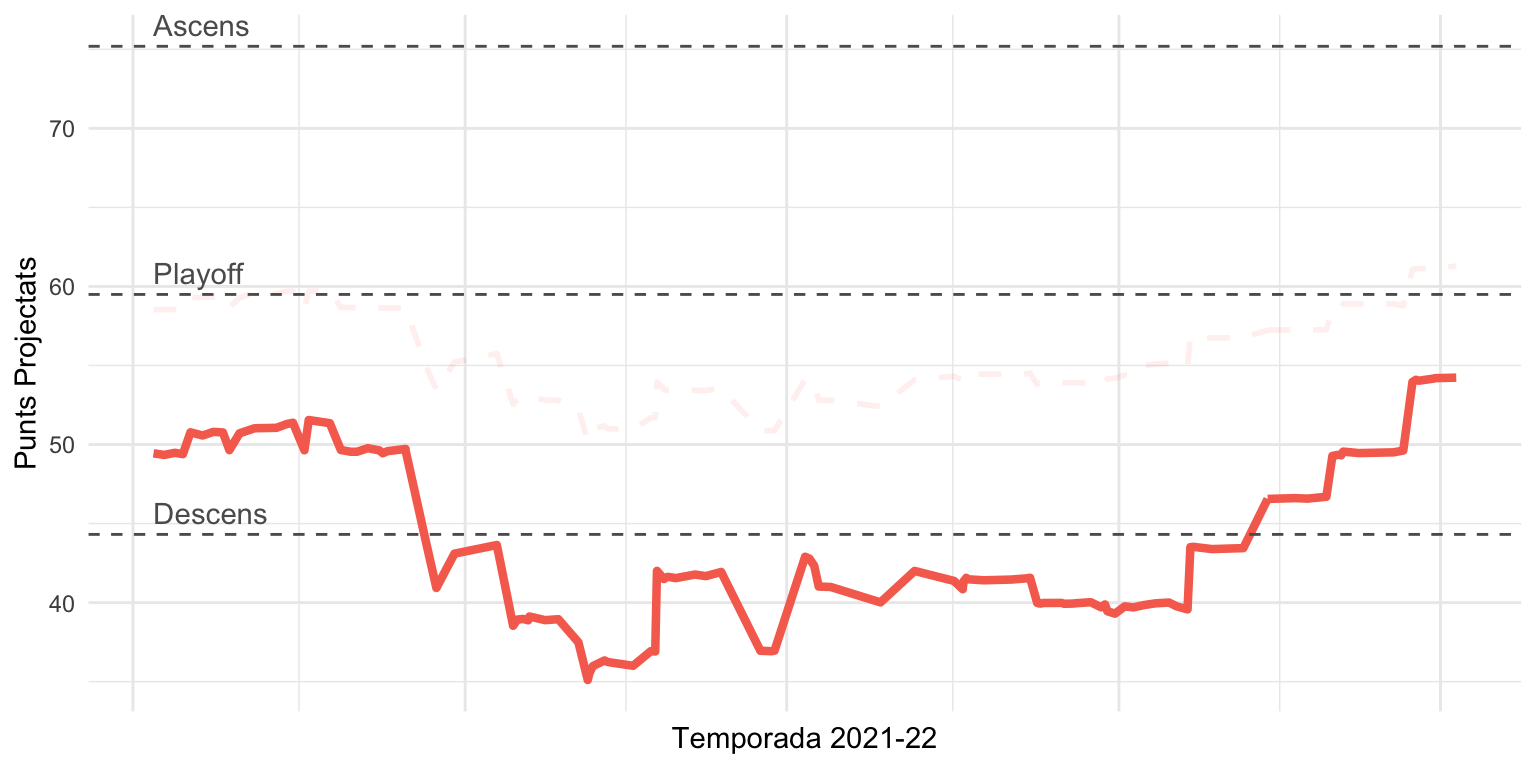 Ascens
70
Playoff
60
Punts Projectats
50
Descens
40
Temporada 2021-22